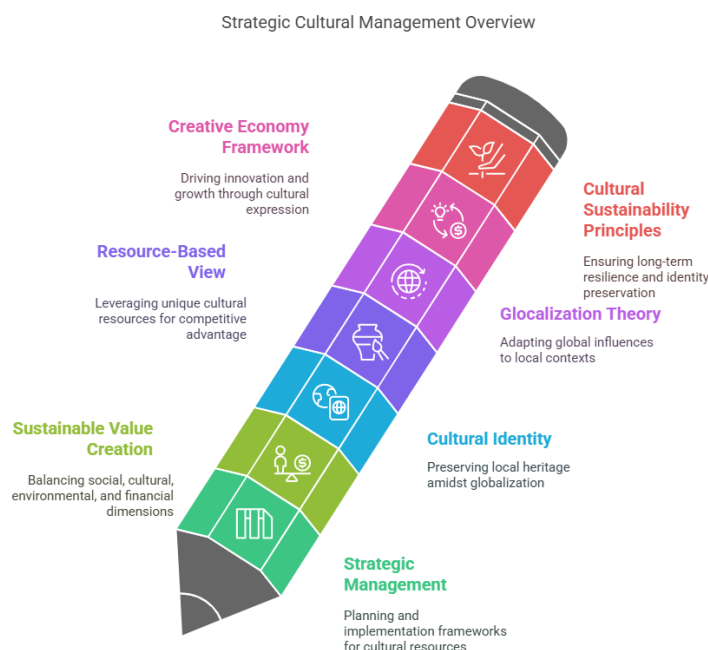 Strategic Cultural Management Overview
Creative Economy
Framework
Driving innovation and
growth through cultural
expression
Cultural
Sustainability
Principles
Ensuring long-term
resilience and identity
preservation
Resource-Based
View
Leveraging unique cultural
resources for competitive
advantage
Glocalization Theory
Adapting global influences
to local contexts
Sustainable Value
Creation
Balancing social, cultural,
environmental, and financial
dimensions
Cultural Identity
Preserving local heritage
amidst globalization
Strategic
Management
Planning and
implementation frameworks
for cultural resources